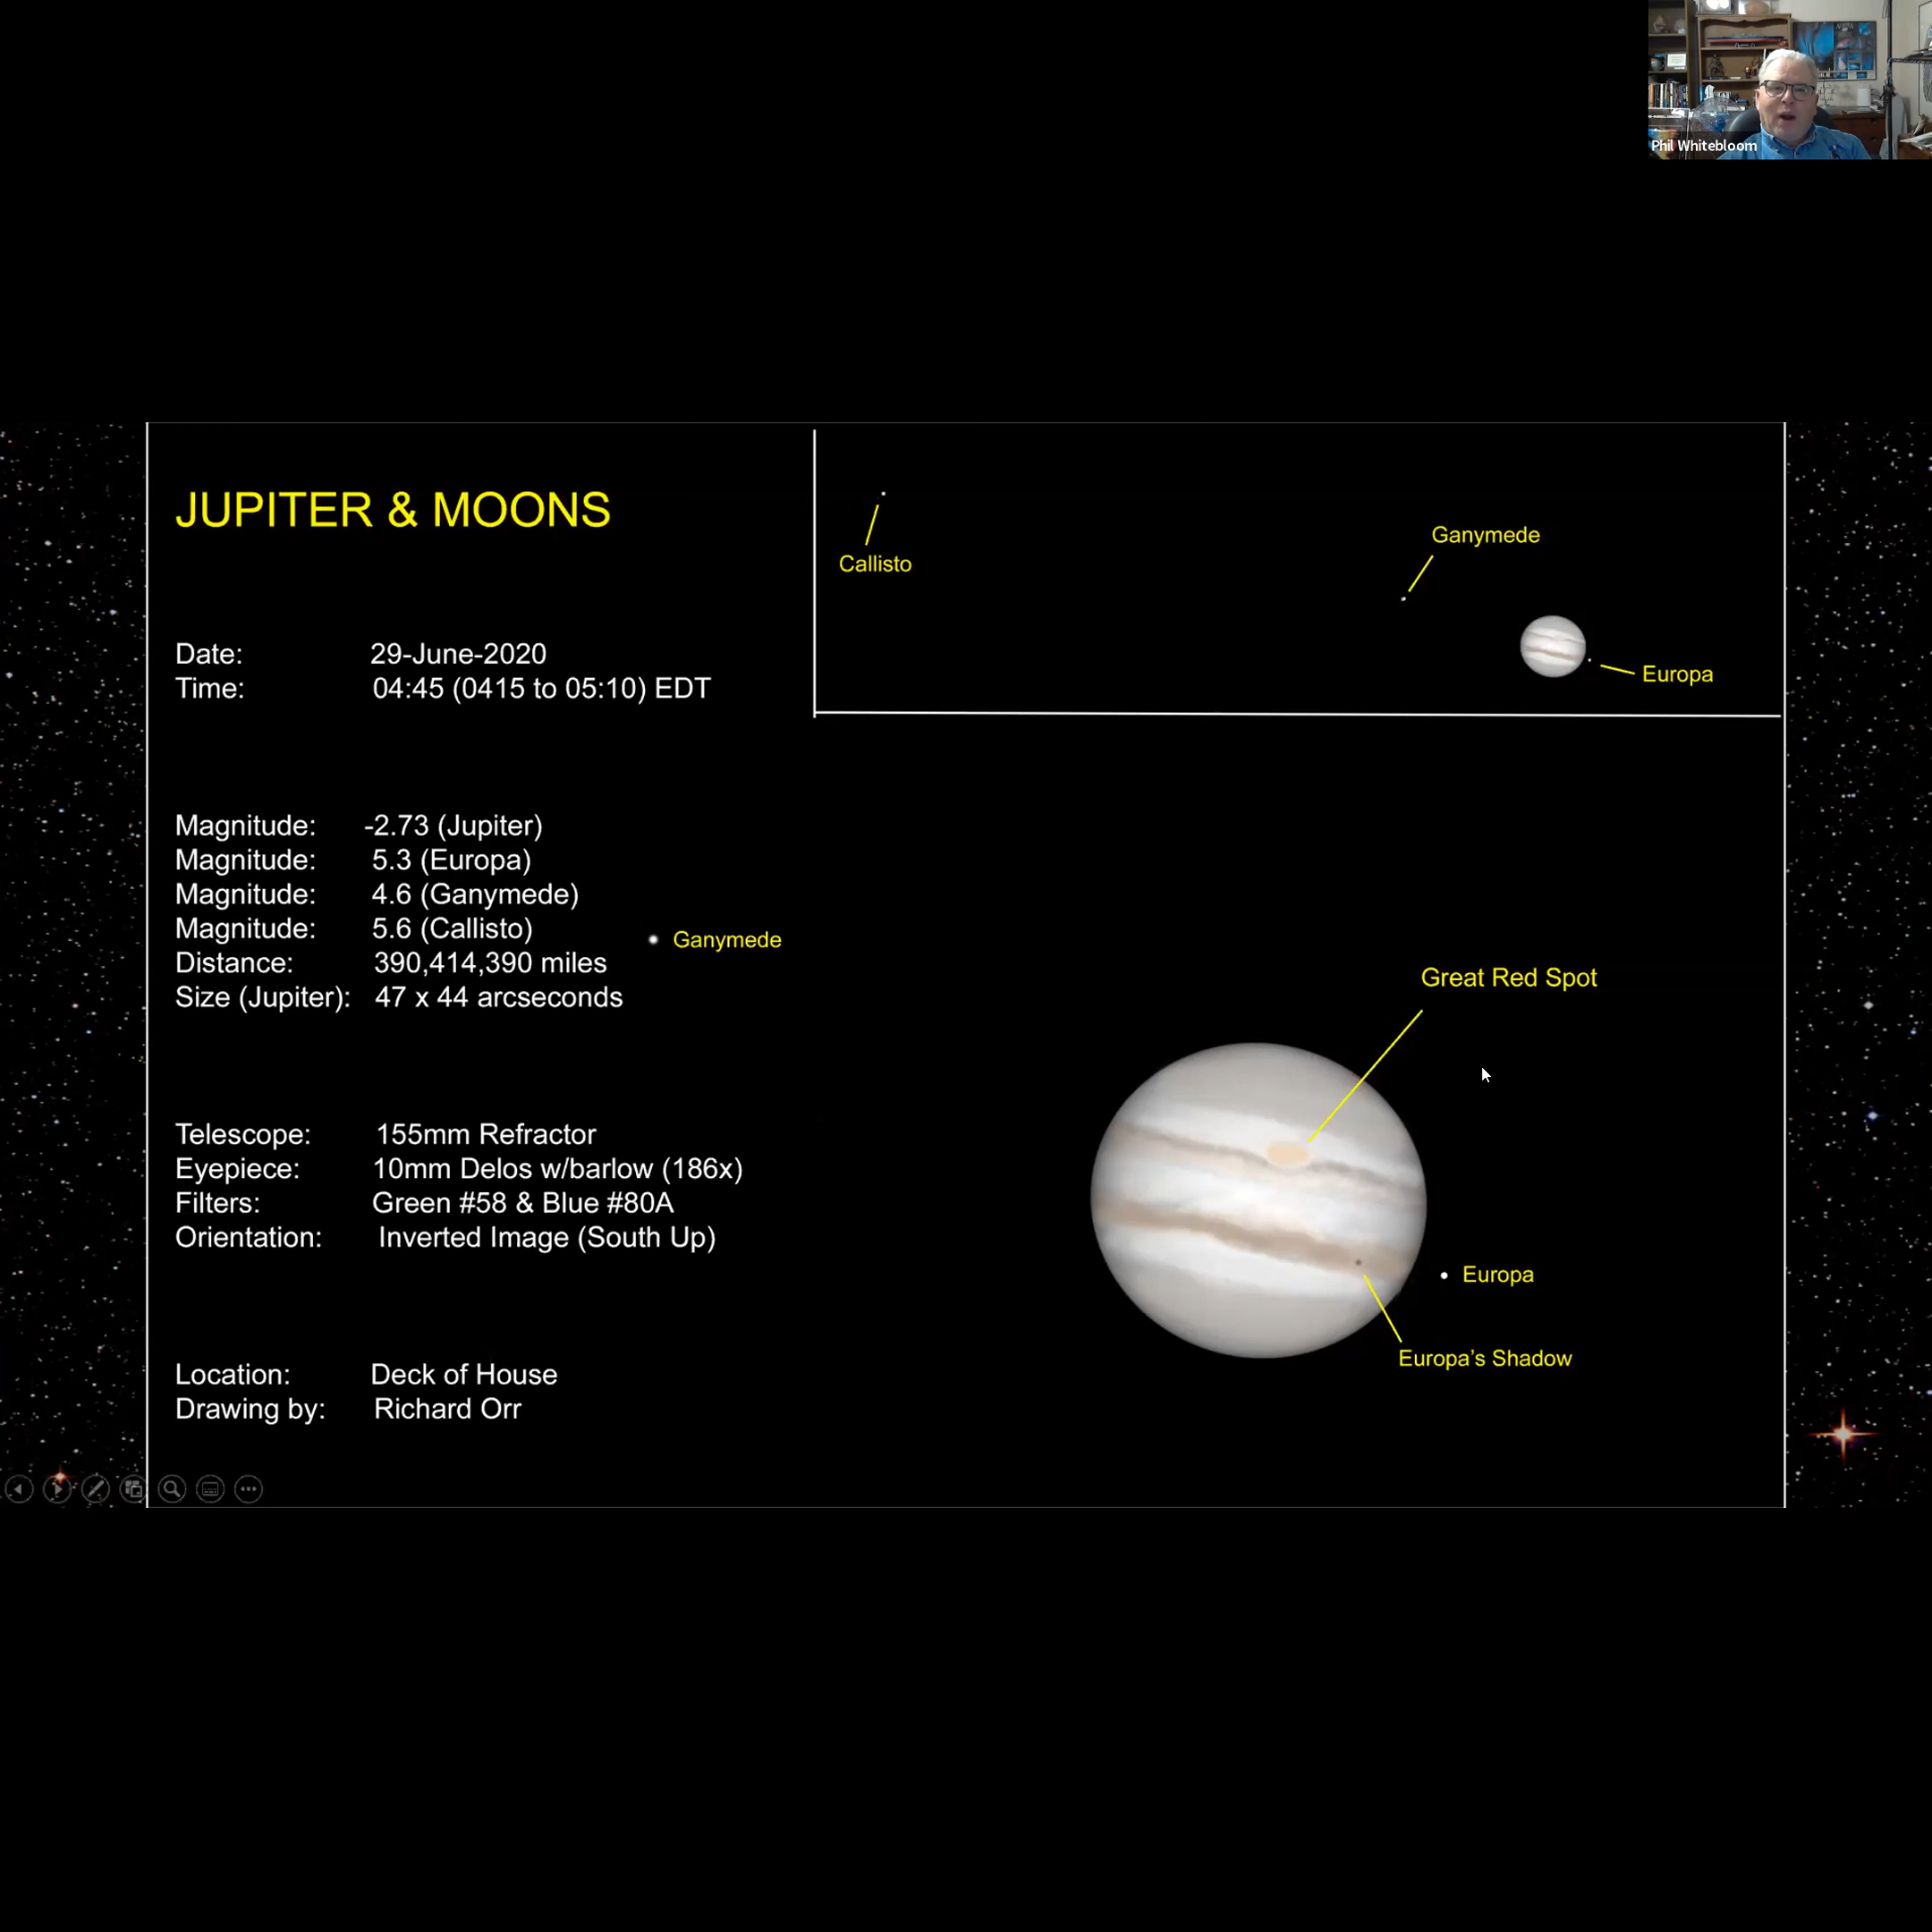 Phil Whitebloom
JUPITER & MOONS
Date: 29-June-2020
Time: 04:45 (0415 to 05:10) EDT
Magnitude: -2.73 (Jupiter)
Magnitude: 5.3 (Europa)
Magnitude: 4.6 (Ganymede)
Magnitude: 5.6 (Callisto)
Distance: 390,414,390 miles
Size (Jupiter): 47 x 44 arcseconds
Telescope: 155mm Refractor
Eyepiece: 10mm Delos w/barlow (186x)
Filters: Green #58 & Blue #80A
Orientation: Inverted Image (South Up)
Location: Deck of House
Drawing by: Richard Orr
Callisto
Ganymede
Europa
Ganymede
Great Red Spot
Europa
Europa’s Shadow